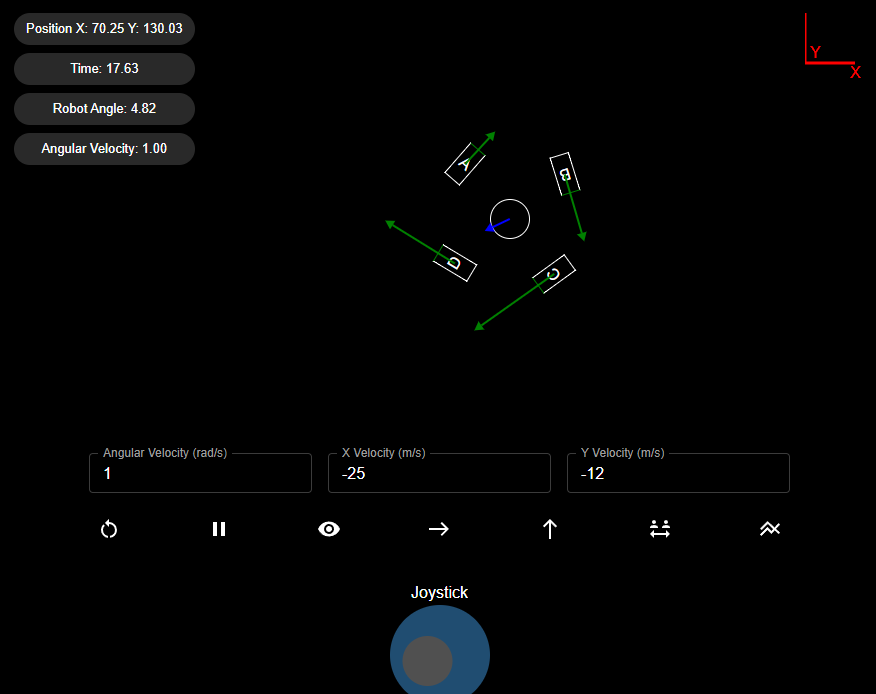 Position X: 70.25 Y: 130.03
Time: 17.63
Robot Angle: 4.82
Angular Velocity: 1.00
Y
X
A
B
D
C
Angular Velocity (rad/s)
1
X Velocity (m/s)
-25
Y Velocity (m/s)
-12
Joystick